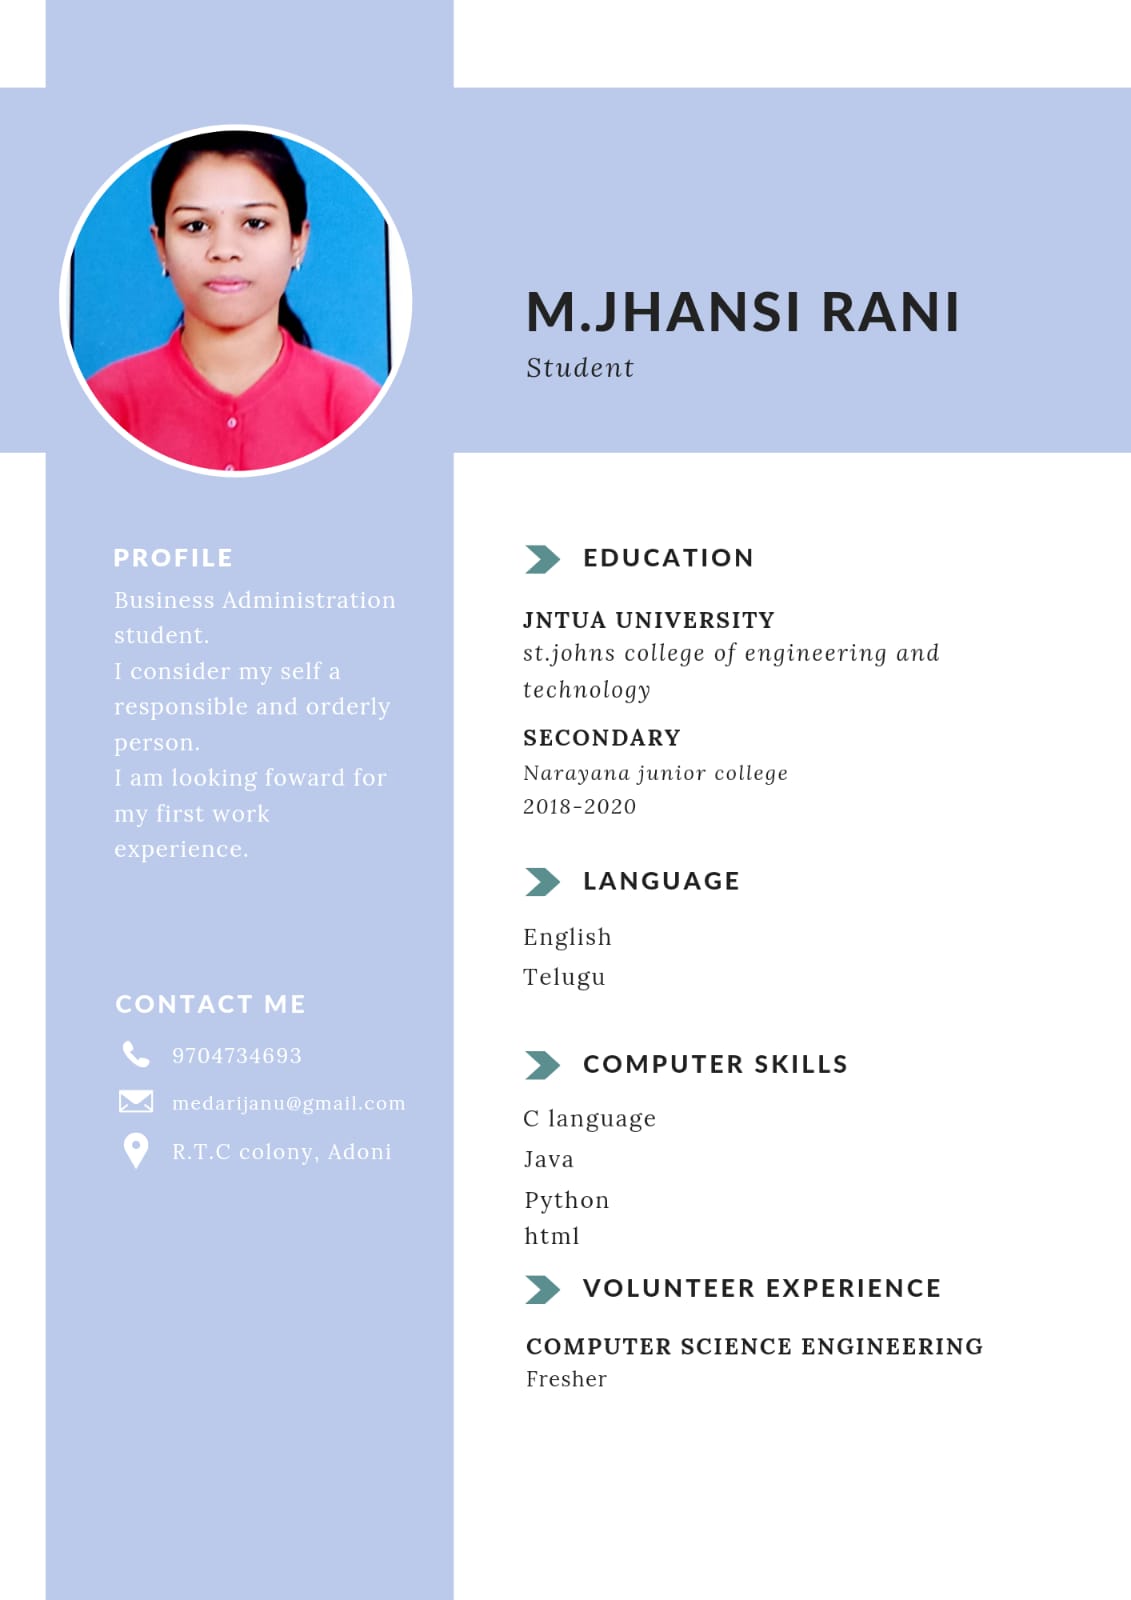 M.JHANSI RANI
Student
PROFILE
Business Administration
student.
I consider my self a
responsible and orderly
person.
I am looking foward for
my first work
experience.
CONTACT ME
9704734693
medarijanu@gmail.com
R.T.C colony, Adoni
EDUCATION
JNTUA UNIVERSITY
st.johns college of engineering and
technology
SECONDARY
Narayana junior college
2018-2020
LANGUAGE
English
Telugu
COMPUTER SKILLS
C language
Java
Python
html
VOLUNTEER EXPERIENCE
COMPUTER SCIENCE ENGINEERING
Fresher